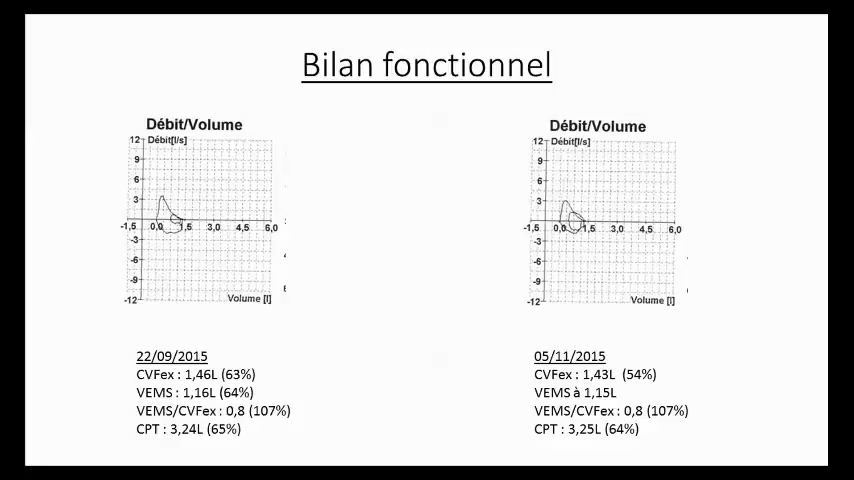 Bilan fonctionnel
Débit/Volume
12 Débit[l/s]
9
6
3
-1,5 0,0 1,5 3,0 4,5 6,0
-3
-6
-9
-12 Volume [l]
Débit/Volume
12 Débit[l/s]
9
6
3
-1,5 0,0 1,5 3,0 4,5 6,0
-3
-6
-9
-12 Volume [l]
22/09/2015
CVFex : 1,46L (63%)
VEMS : 1,16L (64%)
VEMS/CVFex : 0,8 (107%)
CPT : 3,24L (65%)
05/11/2015
CVFex : 1,43L (54%)
VEMS à 1,15L
VEMS/CVFex : 0,8 (107%)
CPT : 3,25L (64%)